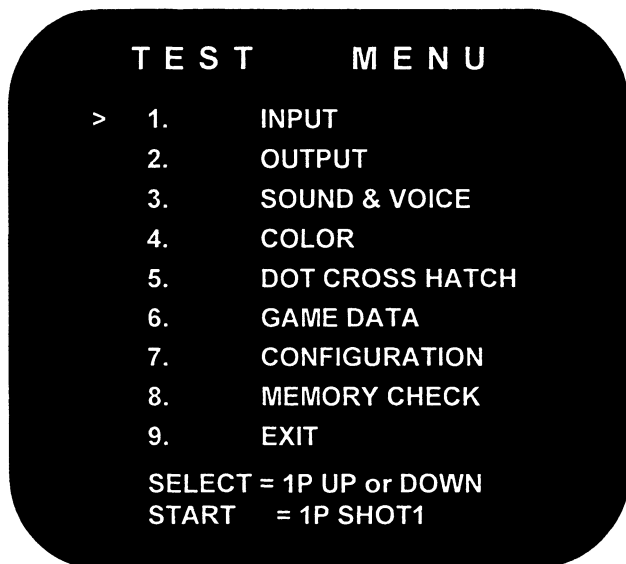 TEST MENU
> 1. INPUT
2. OUTPUT
3. SOUND & VOICE
4. COLOR
5. DOT CROSS HATCH
6. GAME DATA
7. CONFIGURATION
8. MEMORY CHECK
9. EXIT
SELECT = 1P UP or DOWN
START = 1P SHOT1